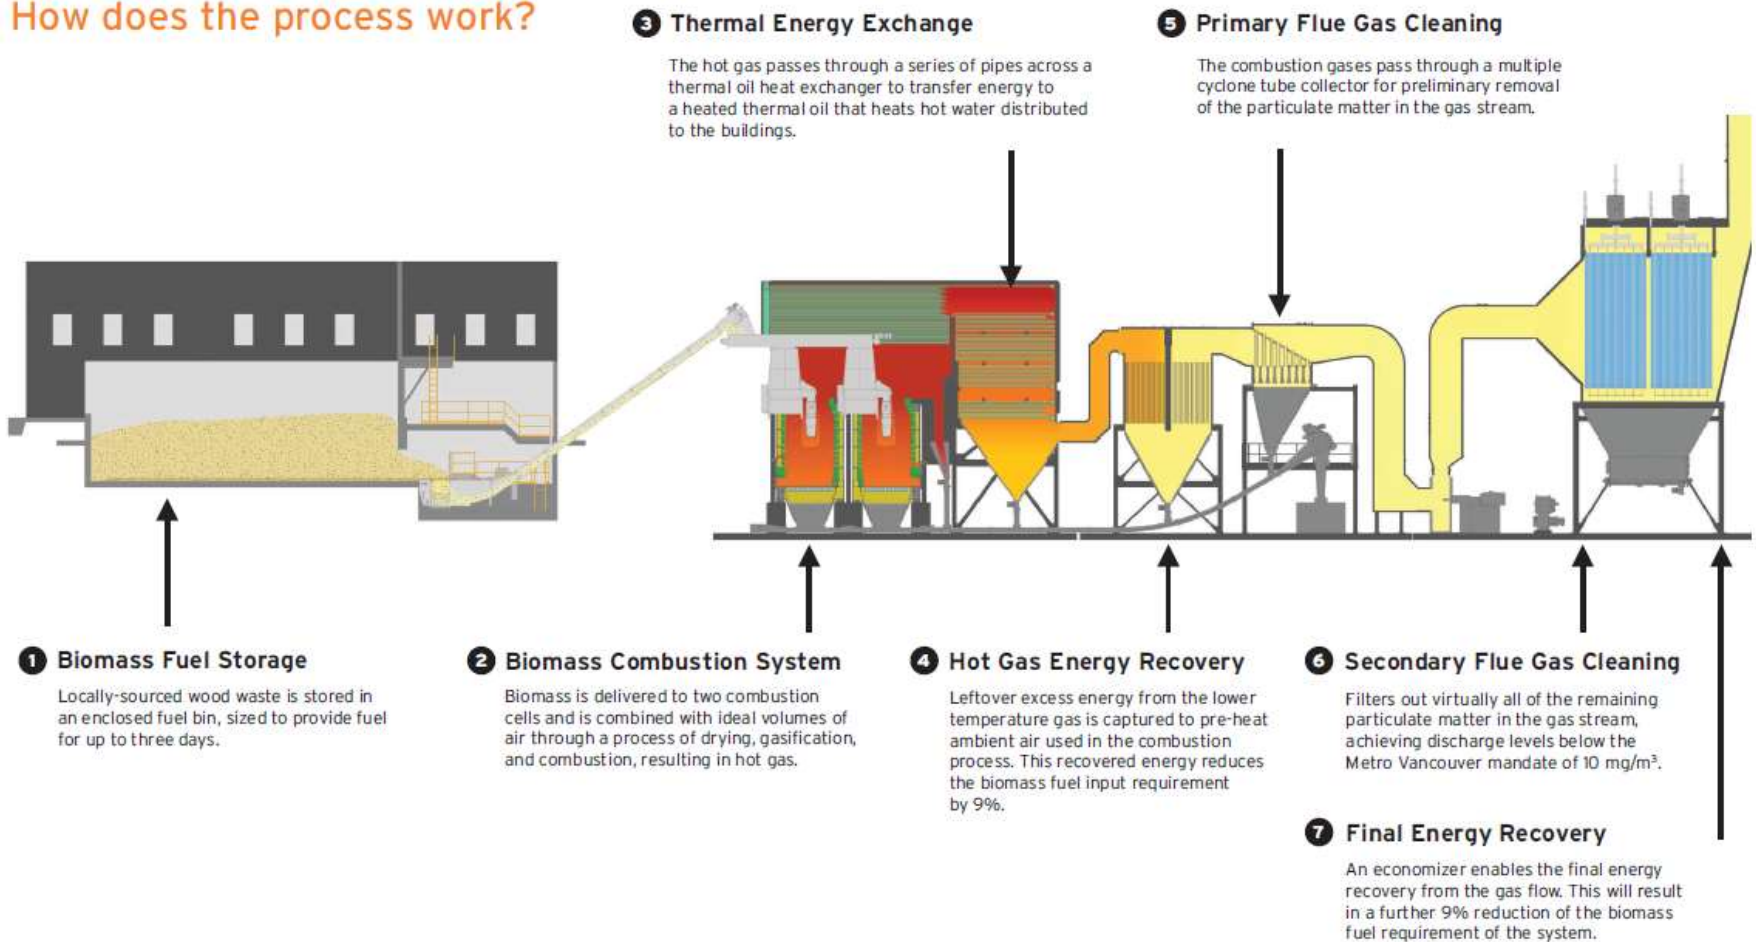 How does the process work?
3 Thermal Energy Exchange
The hot gas passes through a series of pipes across a
thermal oil heat exchanger to transfer energy to
a heated thermal oil that heats hot water distributed
to the buildings.
5 Primary Flue Gas Cleaning
The combustion gases pass through a multiple
cyclone tube collector for preliminary removal
of the particulate matter in the gas stream.
1 Biomass Fuel Storage
Locally-sourced wood waste is stored in
an enclosed fuel bin, sized to provide fuel
for up to three days.
2 Biomass Combustion System
Biomass is delivered to two combustion
cells and is combined with ideal volumes of
air through a process of drying, gasification,
and combustion, resulting in hot gas.
4 Hot Gas Energy Recovery
Leftover excess energy from the lower
temperature gas is captured to pre-heat
ambient air used in the combustion
process. This recovered energy reduces
the biomass fuel input requirement
by 9%.
6 Secondary Flue Gas Cleaning
Filters out virtually all of the remaining
particulate matter in the gas stream,
achieving discharge levels below the
Metro Vancouver mandate of 10 mg/m³.
7 Final Energy Recovery
An economizer enables the final energy
recovery from the gas flow. This will result
in a further 9% reduction of the biomass
fuel requirement of the system.